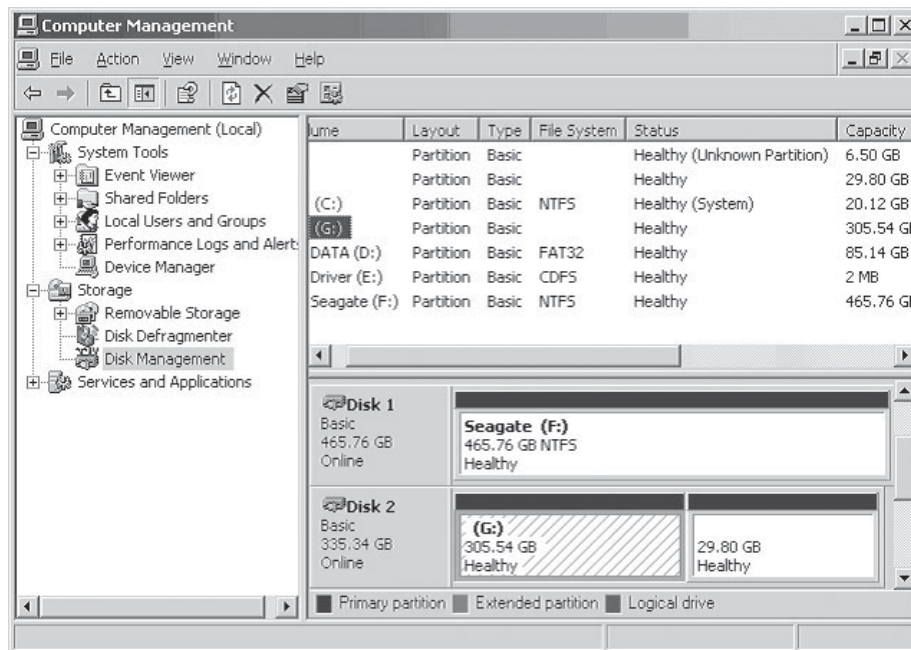 Computer Management
File Action View Window Help
Computer Management (Local)
System Tools
Event Viewer
Shared Folders
Local Users and Groups
Performance Logs and Alert
Device Manager
Storage
Removable Storage
Disk Defragmenter
Disk Management
Services and Applications
lume Layout Type File System Status Capacity
Partition Basic Healthy (Unknown Partition) 6.50 GB
Partition Basic Healthy 29.80 GB
(C:) Partition Basic NTFS Healthy (System) 20.12 GB
(G:) Partition Basic Healthy 305.54 G
DATA (D:) Partition Basic FAT32 Healthy 85.14 GB
Driver (E:) Partition Basic CDFS Healthy 2 MB
Seagate (F:) Partition Basic NTFS Healthy 465.76 G
Disk 1
Basic
465.76 GB
Online
Seagate (F:)
465.76 GB NTFS
Healthy
Disk 2
Basic
335.34 GB
Online
(G:)
305.54 GB
Healthy
29.80 GB
Healthy
Primary partition Extended partition Logical drive